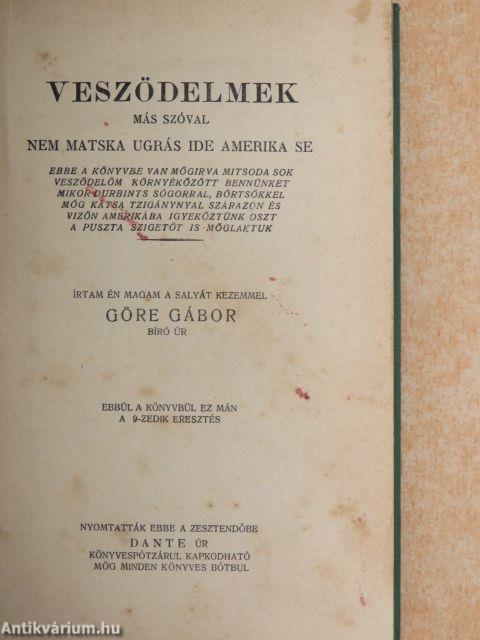 VESZÖDELMEK
MÁS SZÓVAL
NEM MATSKA UGRÁS IDE AMERIKA SE
EBBE A KÖNYVBE VAN MÖGIRVA MITSODA SOK
VESZÖDELÖM KÖRNYÉKÖZÖTT BENNÜNKET
MIKOR DURBINTS SÓGORRAL, BÖRTSÖKKEL
MÖG KÁTSA TZIGÁNYNYAL SZÁRAZON ÉS
VIZÖN AMERIKÁBA IGYEKÖZTÜNK OSZT
A PUSZTA SZIGETÖT IS MÖGLAKTUK
ÍRTAM ÉN MAGAM A SALYÁT KEZEMMEL
GÖRE GÁBOR
BÍRÓ ÚR
EBBÜL A KÖNYVBÜL EZ MÁN
A 9-ZEDIK ERESZTÉS
NYOMTATTÁK EBBE A ZESZTENDÖBE
DANTE ÚR
KÖNYVESPÓTZÁRUL KAPKODHATÓ
MÖG MINDEN KÖNYVES BÓTBUL
Antikvárium.hu